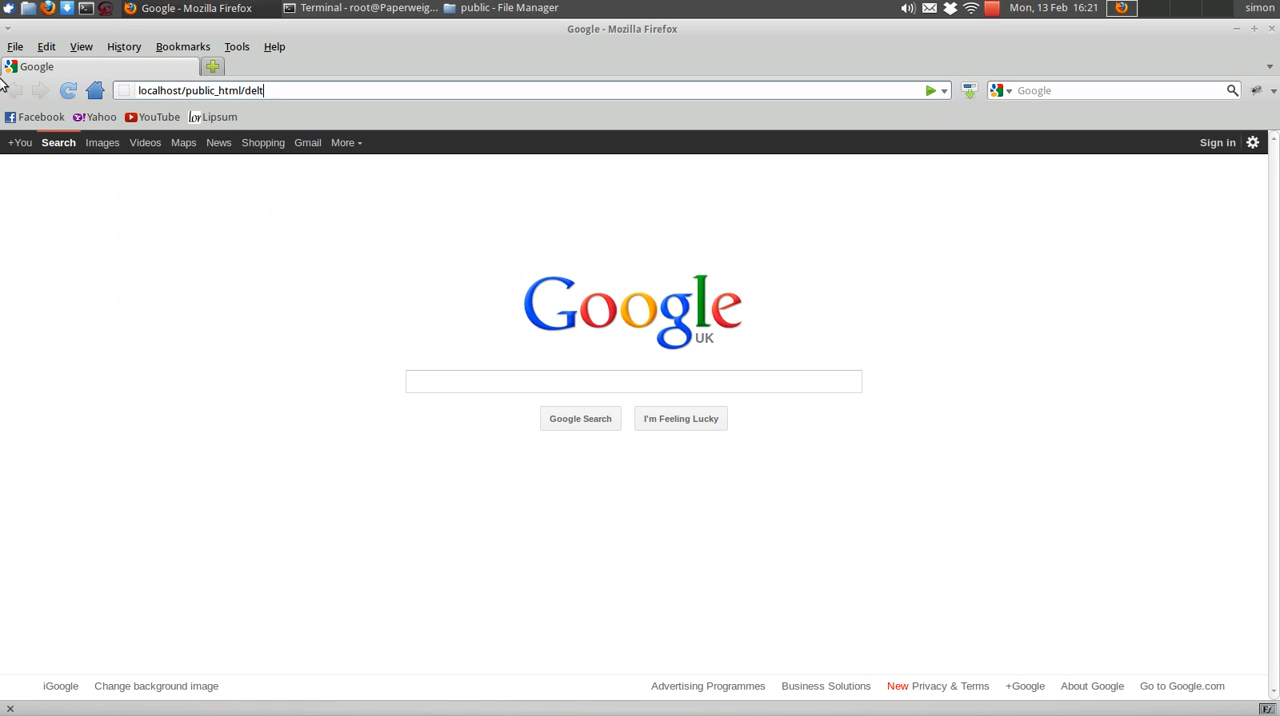 Google - Mozilla Firefox
Terminal - root@Paperweig...
public - File Manager
Mon, 13 Feb 16:21
simon
Google - Mozilla Firefox
File Edit View History Bookmarks Tools Help
Google
localhost/public_html/delt
Google
Facebook Yahoo YouTube lor Lipsum
+You Search Images Videos Maps News Shopping Gmail More
Sign in
Google
UK
Google Search I'm Feeling Lucky
iGoogle Change background image
Advertising Programmes Business Solutions New Privacy & Terms +Google About Google Go to Google.com